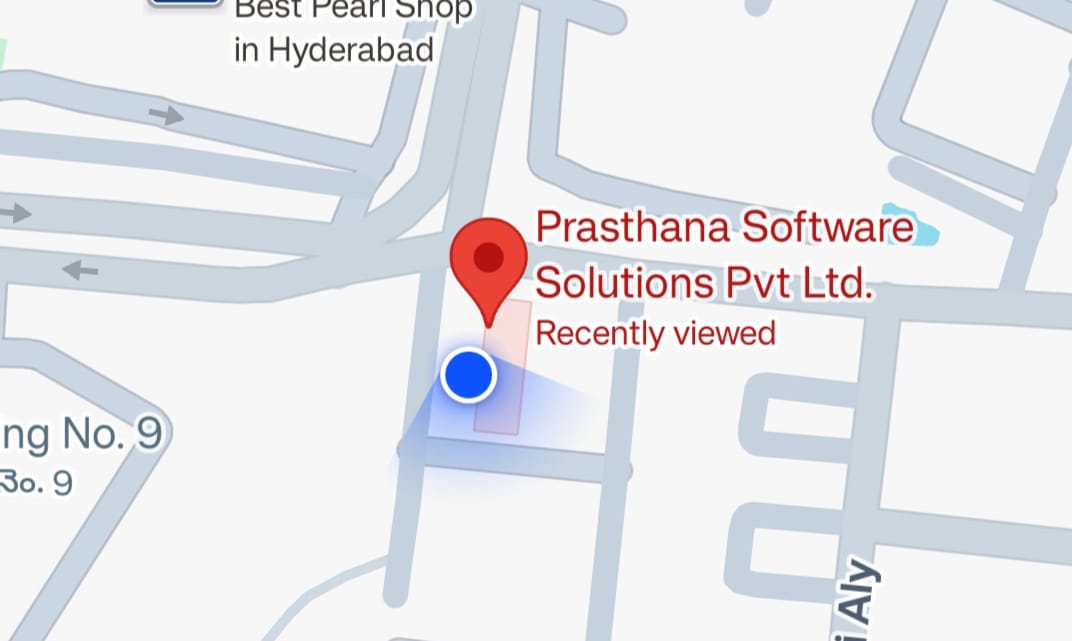 Best Pearl Shop
in Hyderabad
Prasthana Software
Solutions Pvt Ltd.
Recently viewed
ng No. 9
నెం. 9
i Aly